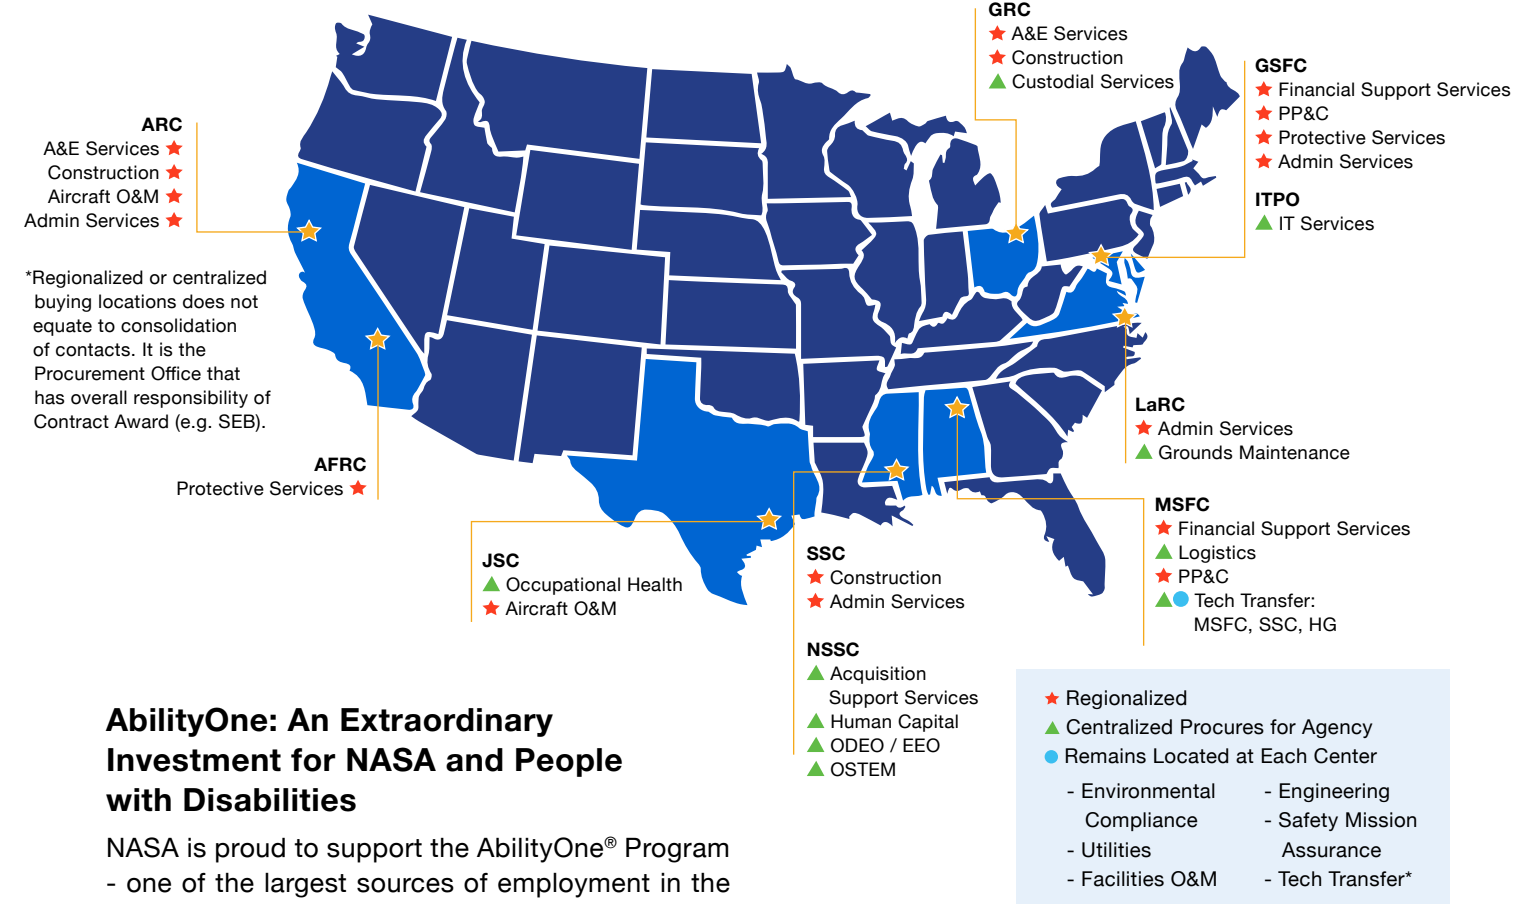 GRC
A&E Services
Construction
Custodial Services
GSFC
Financial Support Services
PP&C
Protective Services
Admin Services
ITPO
IT Services
ARC
A&E Services
Construction
Aircraft O&M
Admin Services
*Regionalized or centralized
buying locations does not
equate to consolidation
of contacts. It is the
Procurement Office that
has overall responsibility of
Contract Award (e.g. SEB).
AFRC
Protective Services
LaRC
Admin Services
Grounds Maintenance
MSFC
Financial Support Services
Logistics
PP&C
Tech Transfer:
MSFC, SSC, HG
JSC
Occupational Health
Aircraft O&M
SSC
Construction
Admin Services
NSSC
Acquisition
Support Services
Human Capital
ODEO / EEO
OSTEM
Regionalized
Centralized Procures for Agency
Remains Located at Each Center
- Environmental
Compliance
- Utilities
- Facilities O&M
- Engineering
- Safety Mission
Assurance
- Tech Transfer*
AbilityOne: An Extraordinary
Investment for NASA and People
with Disabilities
NASA is proud to support the AbilityOne® Program
- one of the largest sources of employment in the